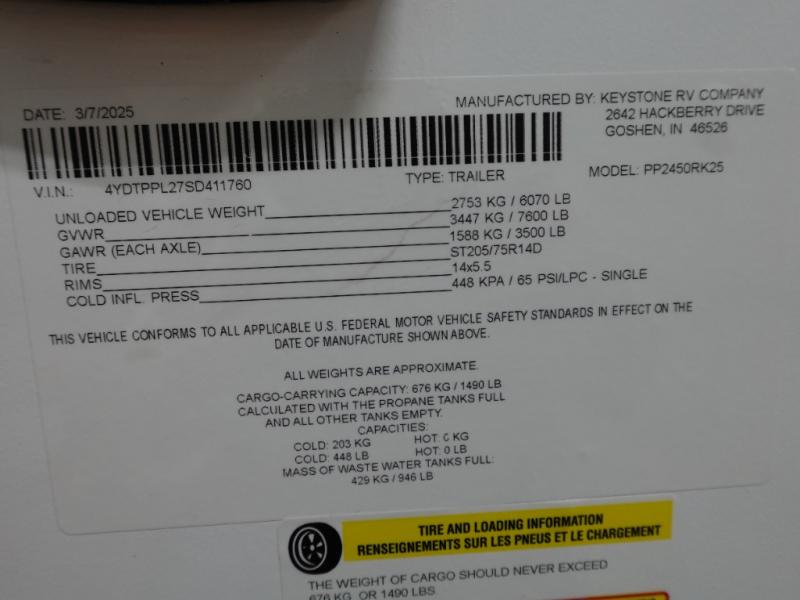 DATE: 3/7/2025
MANUFACTURED BY: KEYSTONE RV COMPANY
2642 HACKBERRY DRIVE
GOSHEN, IN 46526
V.I.N.: 4YDTPPL27SD411760 TYPE: TRAILER MODEL: PP2450RK25
UNLOADED VEHICLE WEIGHT 2753 KG / 6070 LB
GVWR 3447 KG / 7600 LB
GAWR (EACH AXLE) 1588 KG / 3500 LB
TIRE ST205/75R14D
RIMS 14x5.5
COLD INFL. PRESS 448 KPA / 65 PSI/LPC - SINGLE
THIS VEHICLE CONFORMS TO ALL APPLICABLE U.S. FEDERAL MOTOR VEHICLE SAFETY STANDARDS IN EFFECT ON THE
DATE OF MANUFACTURE SHOWN ABOVE.
ALL WEIGHTS ARE APPROXIMATE.
CARGO-CARRYING CAPACITY: 676 KG / 1490 LB
CALCULATED WITH THE PROPANE TANKS FULL
AND ALL OTHER TANKS EMPTY.
CAPACITIES:
COLD: 203 KG HOT: 0 KG
COLD: 448 LB HOT: 0 LB
MASS OF WASTE WATER TANKS FULL:
429 KG / 946 LB
TIRE AND LOADING INFORMATION
RENSEIGNEMENTS SUR LES PNEUS ET LE CHARGEMENT
THE WEIGHT OF CARGO SHOULD NEVER EXCEED
676 KG OR 1490 LBS